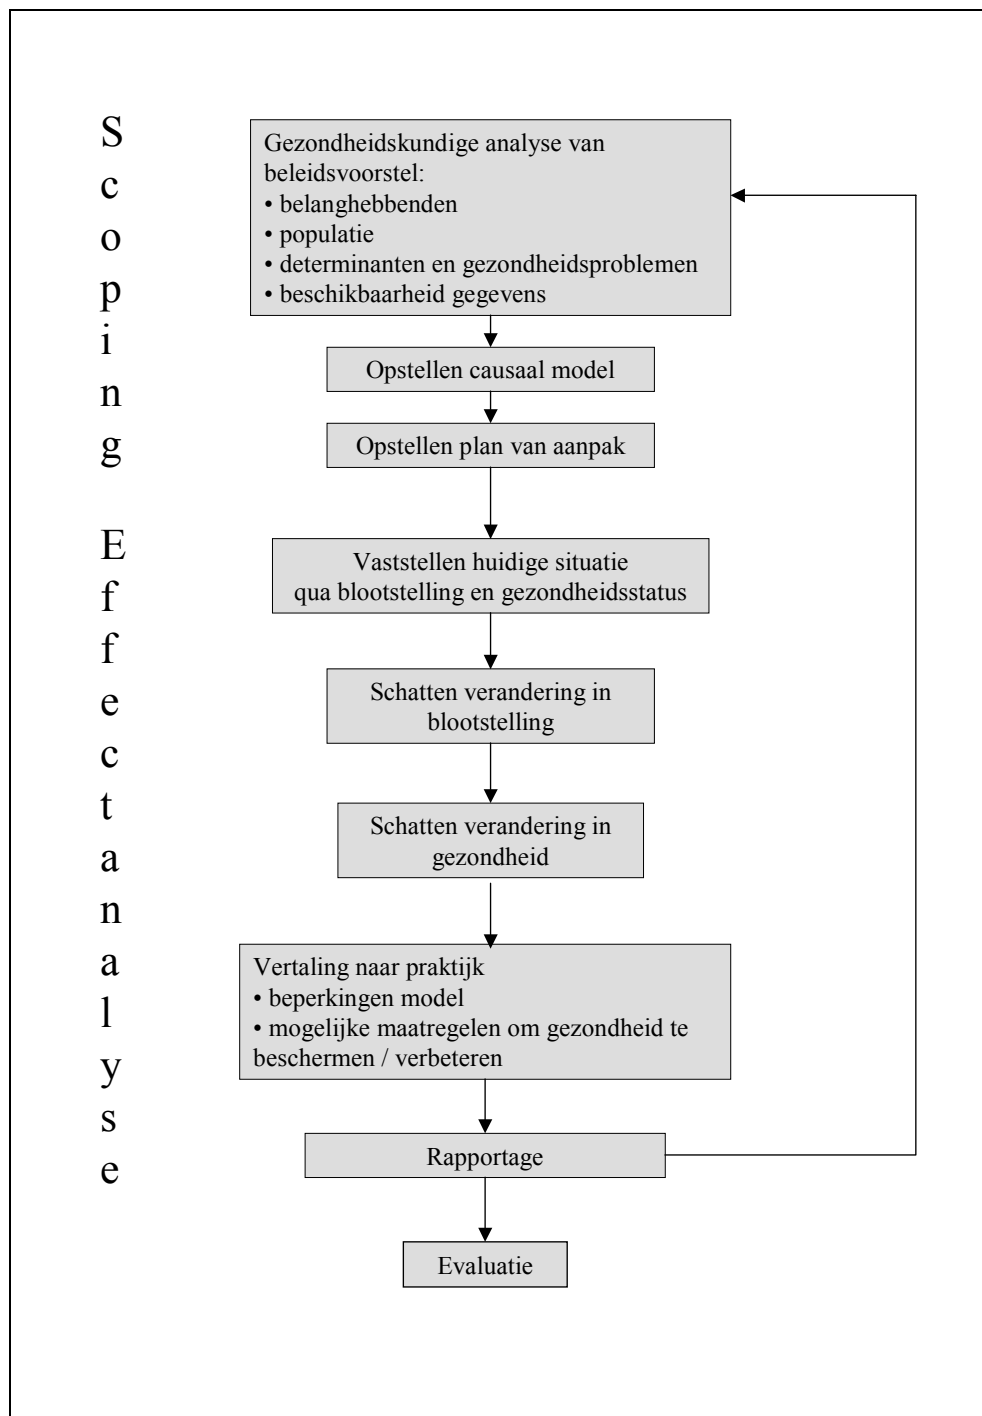 Scoping
Effectanalyse
Gezondheidskundige analyse van
beleidsvoorstel:
• belanghebbenden
• populatie
• determinanten en gezondheidsproblemen
• beschikbaarheid gegevens
Opstellen causaal model
Opstellen plan van aanpak
Vaststellen huidige situatie
qua blootstelling en gezondheidsstatus
Schatten verandering in
blootstelling
Schatten verandering in
gezondheid
Vertaling naar praktijk
• beperkingen model
• mogelijke maatregelen om gezondheid te
beschermen / verbeteren
Rapportage
Evaluatie